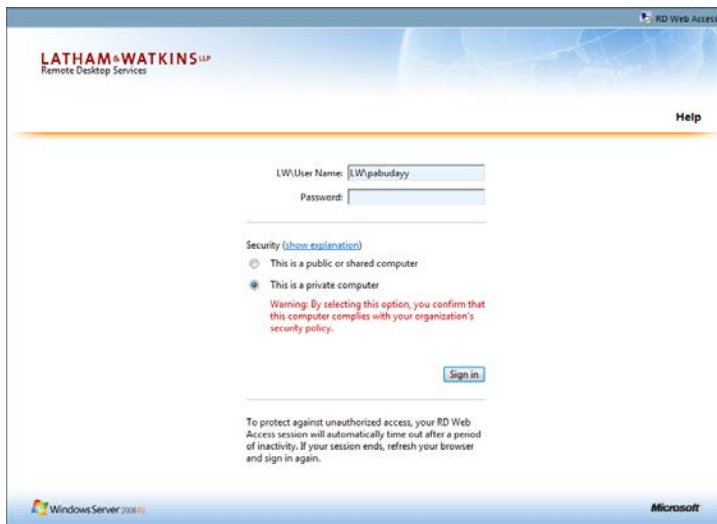 RD Web Access
LATHAM&WATKINS LLP
Remote Desktop Services
Help
LW\User Name: LW\pabudayy
Password:
Security (show explanation)
This is a public or shared computer
This is a private computer
Warning: By selecting this option, you confirm that
this computer complies with your organization's
security policy.
Sign in
To protect against unauthorized access, your RD Web
Access session will automatically time out after a period
of inactivity. If your session ends, refresh your browser
and sign in again.
Windows Server 2008 R2
Microsoft